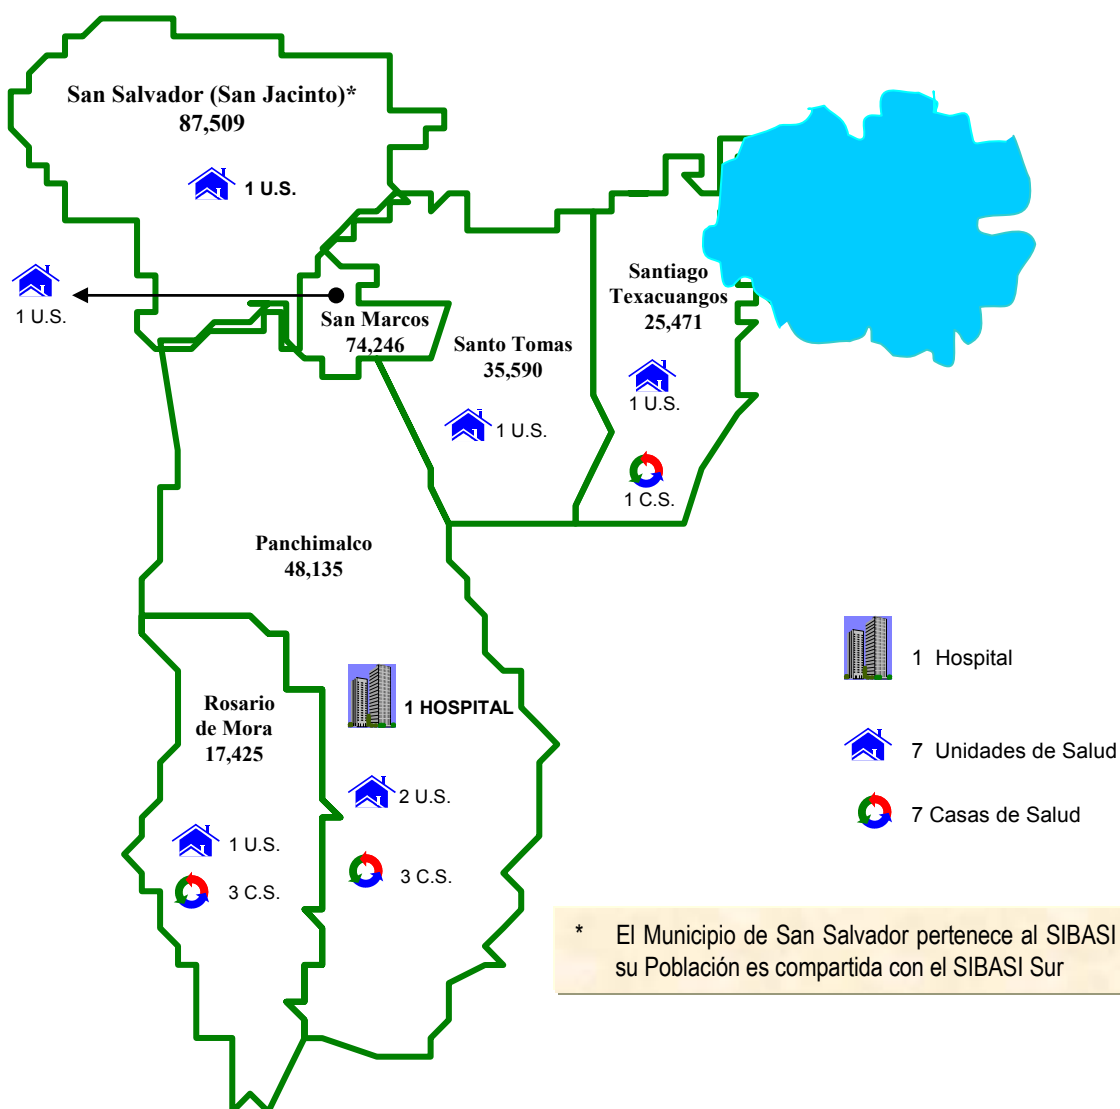 San Salvador (San Jacinto)*
87,509
1 U.S.
1 U.S.
San Marcos
74,246
Santo Tomas
35,590
1 U.S.
Santiago
Texacuangos
25,471
1 U.S.
1 C.S.
Panchimalco
48,135
1 HOSPITAL
2 U.S.
3 C.S.
Rosario
de Mora
17,425
1 U.S.
3 C.S.
1 Hospital
7 Unidades de Salud
7 Casas de Salud
* El Municipio de San Salvador pertenece al SIBASI
su Población es compartida con el SIBASI Sur